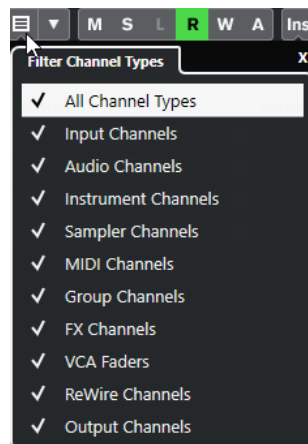 M S L R W A Ins
Filter Channel Types X
All Channel Types
Input Channels
Audio Channels
Instrument Channels
Sampler Channels
MIDI Channels
Group Channels
FX Channels
VCA Faders
ReWire Channels
Output Channels